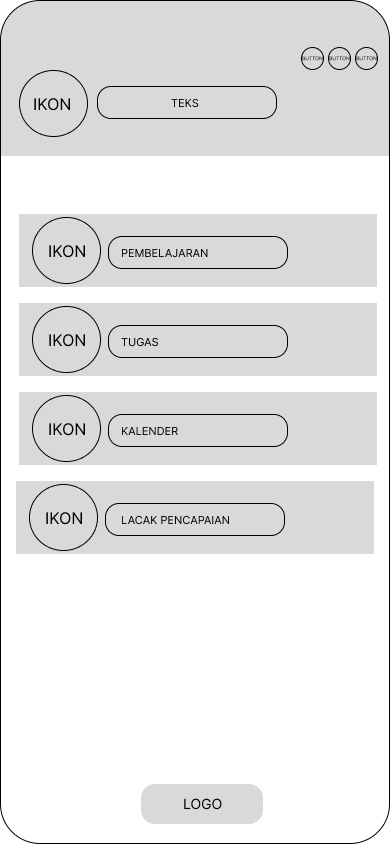 BUTTON BUTTON BUTTON
IKON TEKS
IKON PEMBELAJARAN
IKON TUGAS
IKON KALENDER
IKON LACAK PENCAPAIAN
LOGO